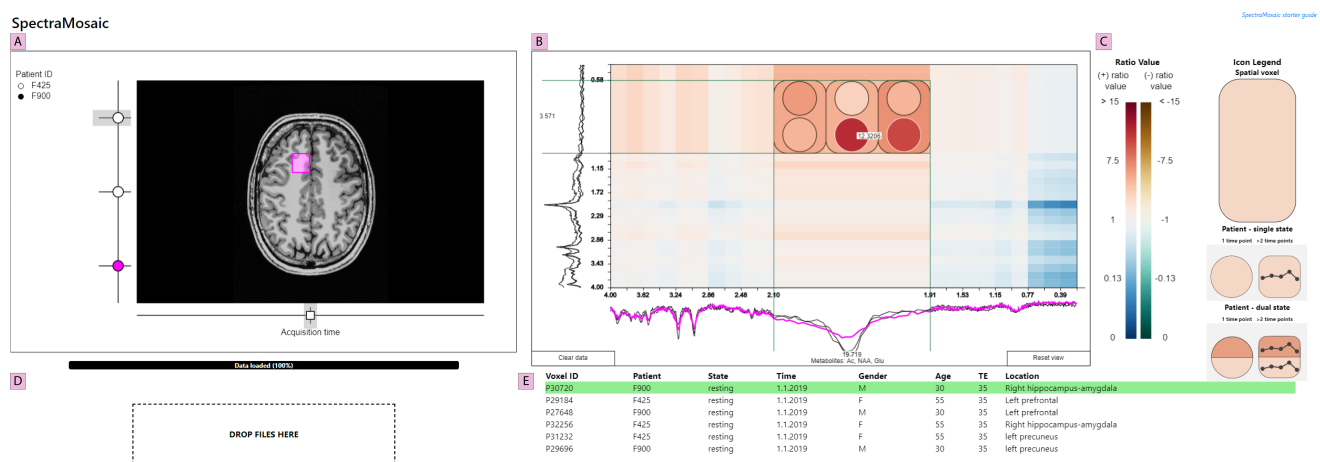 SpectraMosaic
SpectraMosaic starter guide
A
Patient ID
F425
F900
Acquisition time
Data loaded (100%)
B
0.58
3.571
12.3206
1.15
1.72
2.29
2.86
3.43
4.00
4.00 3.62 3.24 2.86 2.48 2.10 1.91 1.53 1.15 0.77 0.39
19.719
Metabolites: Ac, NAA, Glu
Clear data
Reset view
C
Ratio Value
(+) ratio value
(-) ratio value
> 15 < -15
7.5 -7.5
1 -1
0.13 -0.13
0 0
Icon Legend
Spatial voxel
Patient - single state
1 time point >2 time points
Patient - dual state
1 time point >2 time points
D
DROP FILES HERE
E
Voxel ID Patient State Time Gender Age TE Location
P30720 F900 resting 1.1.2019 M 30 35 Right hippocampus-amygdala
P29184 F425 resting 1.1.2019 F 55 35 Left prefrontal
P27648 F900 resting 1.1.2019 M 30 35 Left prefrontal
P32256 F425 resting 1.1.2019 F 55 35 Right hippocampus-amygdala
P31232 F425 resting 1.1.2019 F 55 35 left precuneus
P29696 F900 resting 1.1.2019 M 30 35 left precuneus